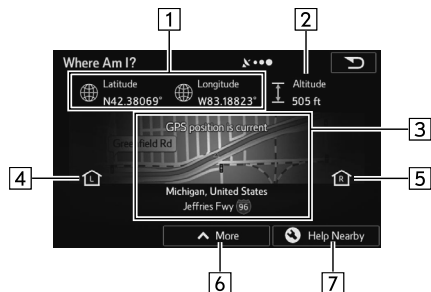 1
2
Where Am I?
Latitude
N42.38069°
Longitude
W83.18823°
Altitude
505 ft
GPS position is current
3
Greenfield Rd
4
L
R
5
Michigan, United States
Jeffries Fwy 96
More
Help Nearby
6
7